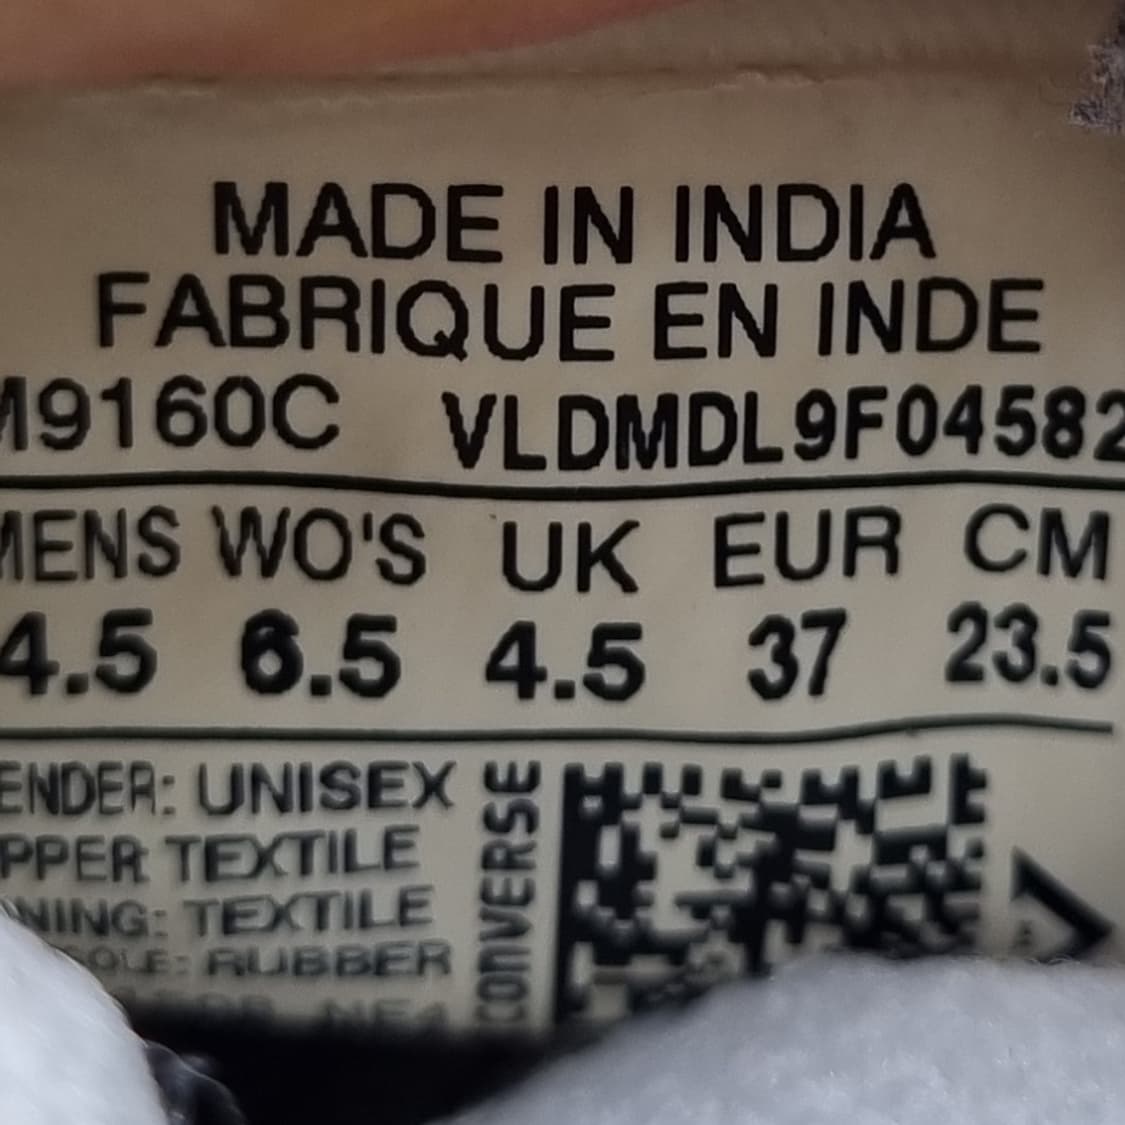 MADE IN INDIA
FABRIQUE EN INDE
M9160C VLDMDL9F04582
MENS WO'S UK EUR CM
4.5 6.5 4.5 37 23.5
ENDER: UNISEX
PPER TEXTILE
NING: TEXTILE
OLE: RUBBER
CONVERSE